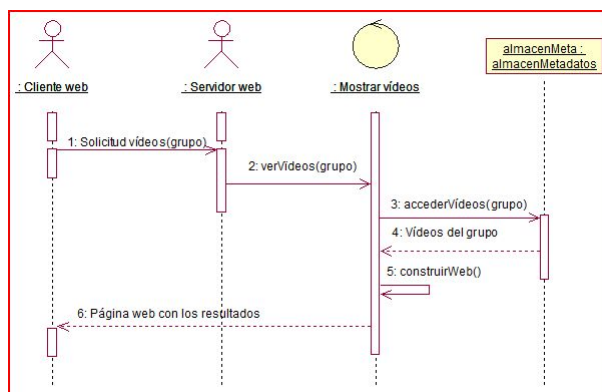 almacenMeta :
almacenMetadatos
: Cliente web
: Servidor web
: Mostrar vídeos
1: Solicitud vídeos(grupo)
2: verVídeos(grupo)
3: accederVídeos(grupo)
4: Vídeos del grupo
5: construirWeb()
6: Página web con los resultados